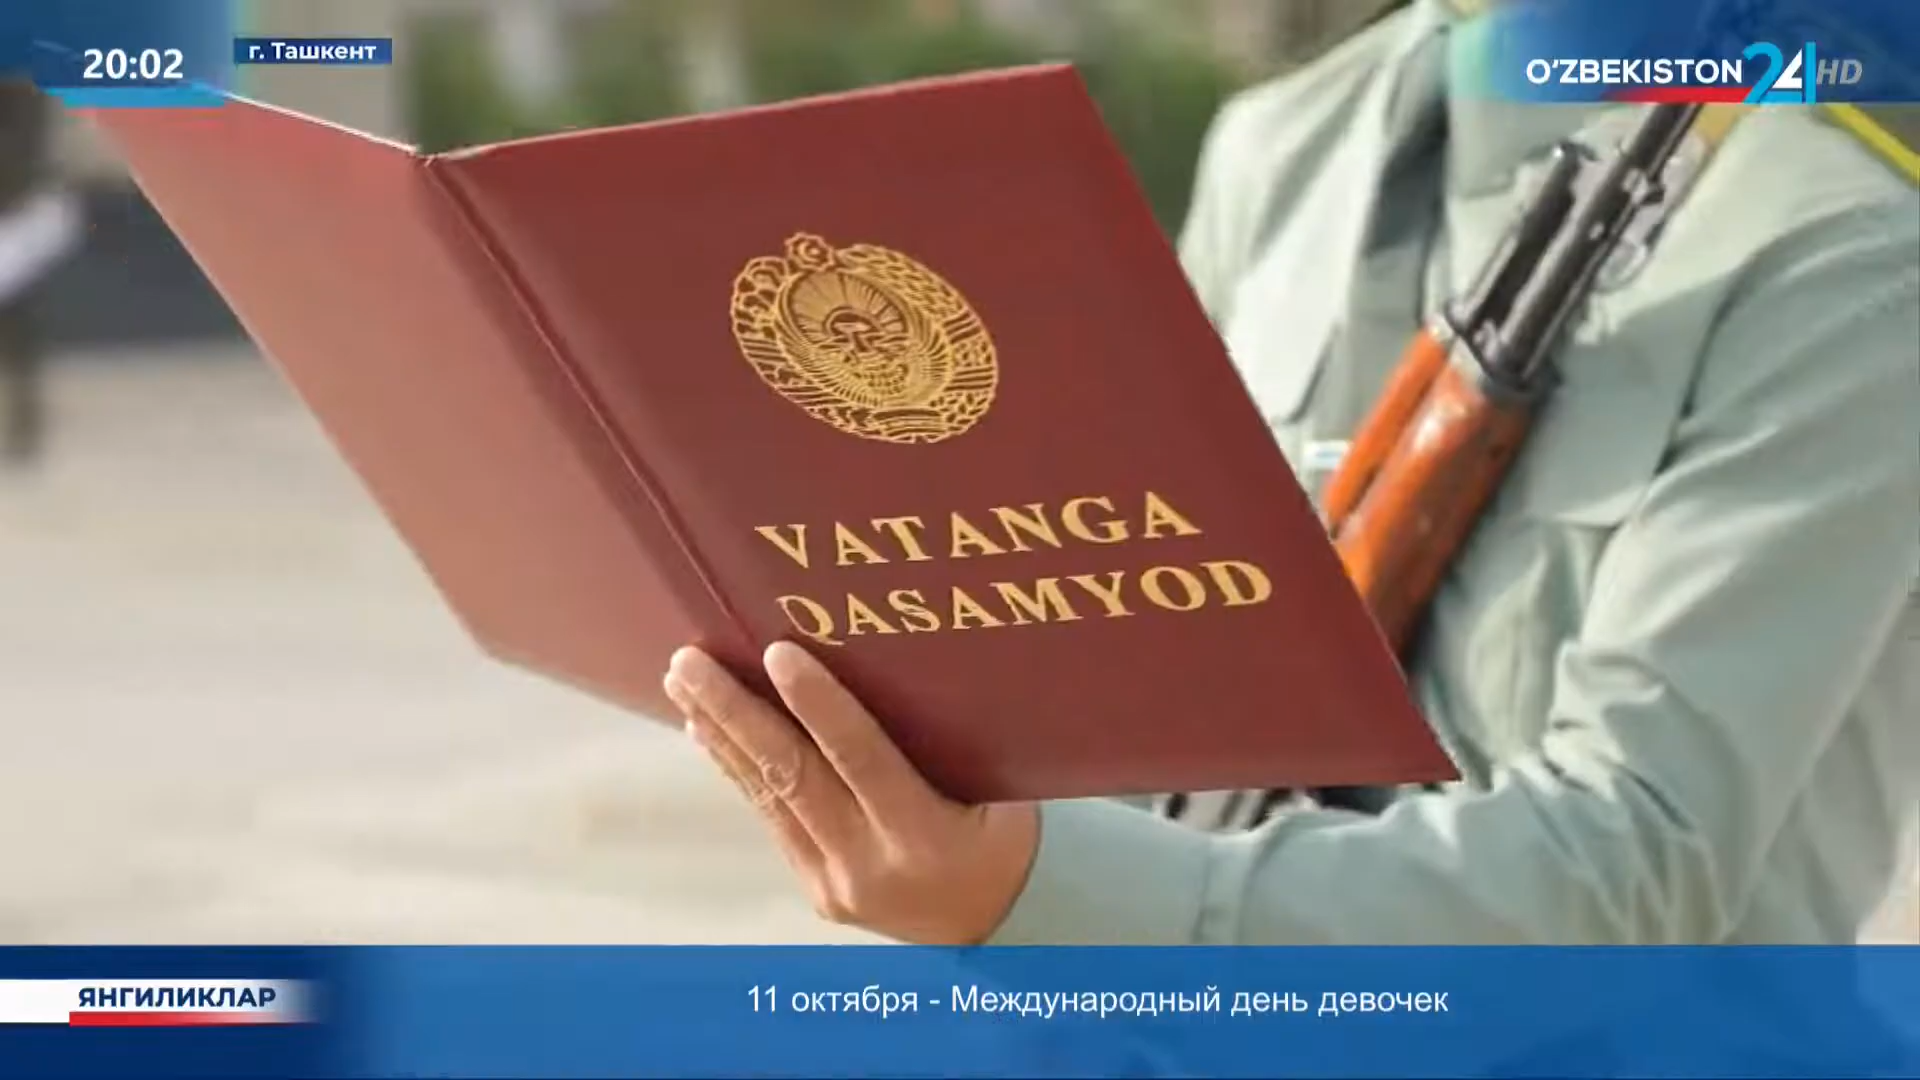 20:02
г. Ташкент
O'ZBEKISTON 24 HD
VATANGA
QASAMYOD
ЯНГИЛИКЛАР
11 октября - Международный день девочек